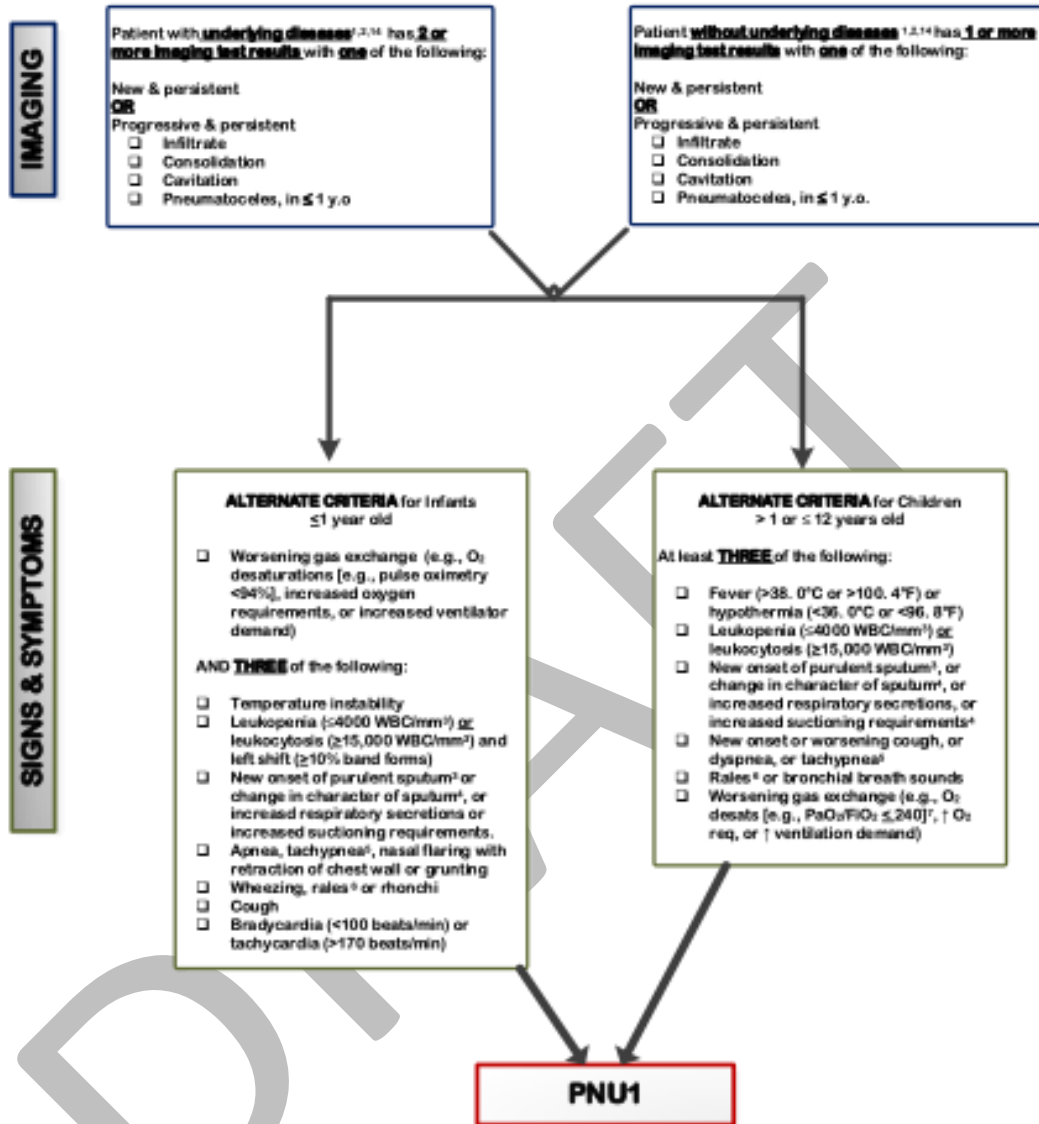 IMAGING
Patient with underlying diseases¹,²,¹⁴ has 2 or
more imaging test results with one of the following:
New & persistent
OR
Progressive & persistent
❑ Infiltrate
❑ Consolidation
❑ Cavitation
❑ Pneumatoceles, in ≤ 1 y.o
Patient without underlying diseases ¹,²,¹⁴ has 1 or more
imaging test results with one of the following:
New & persistent
OR
Progressive & persistent
❑ Infiltrate
❑ Consolidation
❑ Cavitation
❑ Pneumatoceles, in ≤ 1 y.o.
SIGNS & SYMPTOMS
ALTERNATE CRITERIA for Infants
≤1 year old
❑ Worsening gas exchange (e.g., O₂
desaturations [e.g., pulse oximetry
<94%], increased oxygen
requirements, or increased ventilator
demand)
AND THREE of the following:
❑ Temperature instability
❑ Leukopenia (≤4000 WBC/mm³) or
leukocytosis (≥15,000 WBC/mm³) and
left shift (≥10% band forms)
❑ New onset of purulent sputum³ or
change in character of sputum⁴, or
increasd respiratory secretions or
increased suctioning requirements.
❑ Apnea, tachypnea⁵, nasal flaring with
retraction of chest wall or grunting
❑ Wheezing, rales⁶ or rhonchi
❑ Cough
❑ Bradycardia (<100 beats/min) or
tachycardia (>170 beats/min)
ALTERNATE CRITERIA for Children
> 1 or ≤ 12 years old
At least THREE of the following:
❑ Fever (>38. 0°C or >100. 4°F) or
hypothermia (<36. 0°C or <96. 8°F)
❑ Leukopenia (≤4000 WBC/mm³) or
leukocytosis (≥15,000 WBC/mm³)
❑ New onset of purulent sputum³, or
change in character of sputum⁴, or
increased respiratory secretions, or
increased suctioning requirements⁴
❑ New onset or worsening cough, or
dyspnea, or tachypnea⁵
❑ Rales⁶ or bronchial breath sounds
❑ Worsening gas exchange (e.g., O₂
desats [e.g., PaO₂/FiO₂ ≤ 240]⁷, ↑ O₂
req, or ↑ ventilation demand)
PNU1
DRAFT